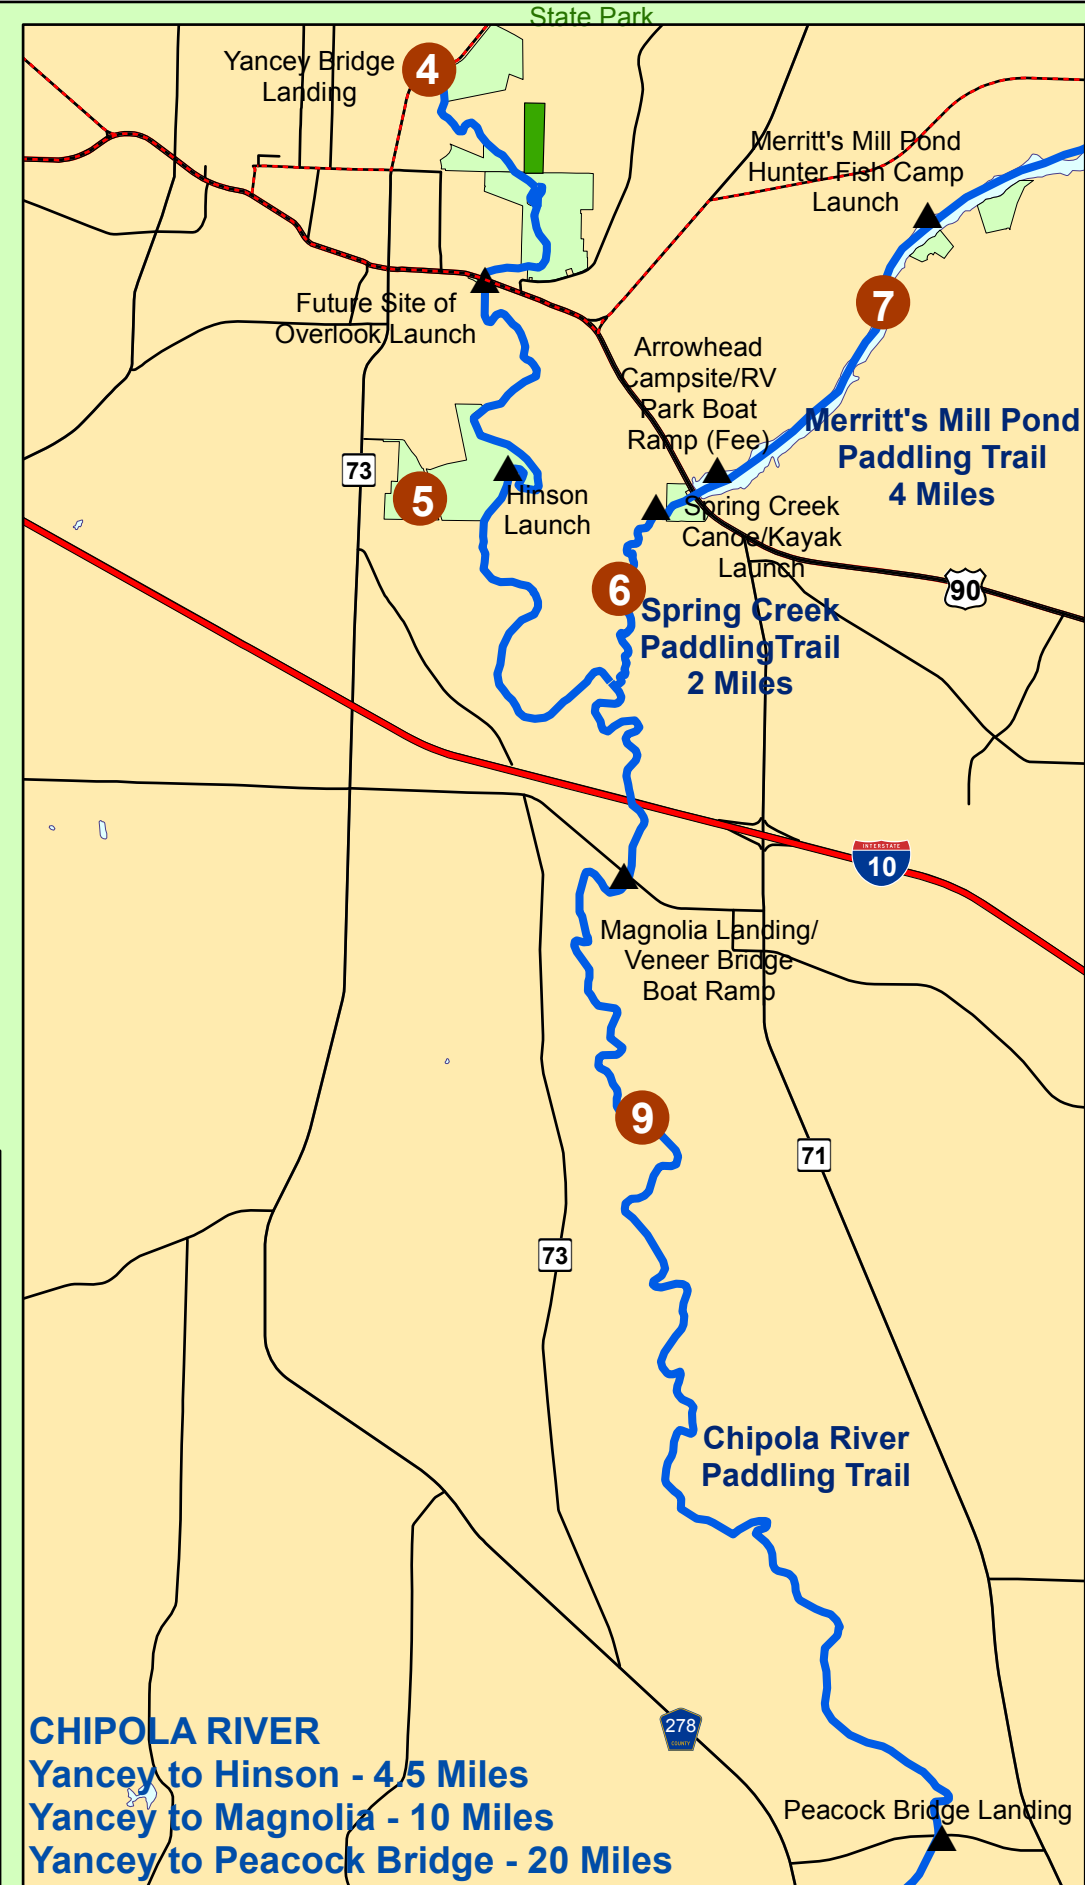 State Park
Yancey Bridge
Landing
4
Merritt's Mill Pond
Hunter Fish Camp
Launch
7
Future Site of
Overlook Launch
Arrowhead
Campsite/RV
Park Boat
Ramp (Fee)
Merritt's Mill Pond
Paddling Trail
4 Miles
73
5
Hinson
Launch
Spring Creek
Canoe/Kayak
Launch
6
90
Spring Creek
PaddlingTrail
2 Miles
INTERSTATE
10
Magnolia Landing/
Veneer Bridge
Boat Ramp
9
71
73
Chipola River
Paddling Trail
278
COUNTY
CHIPOLA RIVER
Yancey to Hinson - 4.5 Miles
Yancey to Magnolia - 10 Miles
Yancey to Peacock Bridge - 20 Miles
Peacock Bridge Landing